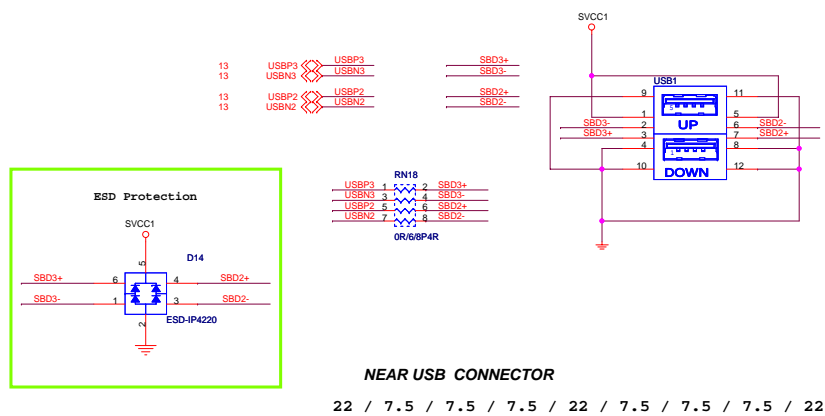 SVCC1
13 USBP3 USBP3 SBD3+
13 USBN3 USBN3 SBD3-
13 USBP2 USBP2 SBD2+
13 USBN2 USBN2 SBD2-
USB1
9 11
1 5
SBD3- 2 UP 6 SBD2-
SBD3+ 3 7 SBD2+
4 8
10 DOWN 12
RN18
USBP3 1 2 SBD3+
USBN3 3 4 SBD3-
USBP2 5 6 SBD2+
USBN2 7 8 SBD2-
0R/6/8P4R
ESD Protection
SVCC1
D14
5
SBD3+ 6 4 SBD2+
SBD3- 1 3 SBD2-
ESD-IP4220
2
NEAR USB CONNECTOR
22 / 7.5 / 7.5 / 7.5 / 22 / 7.5 / 7.5 / 7.5 / 22